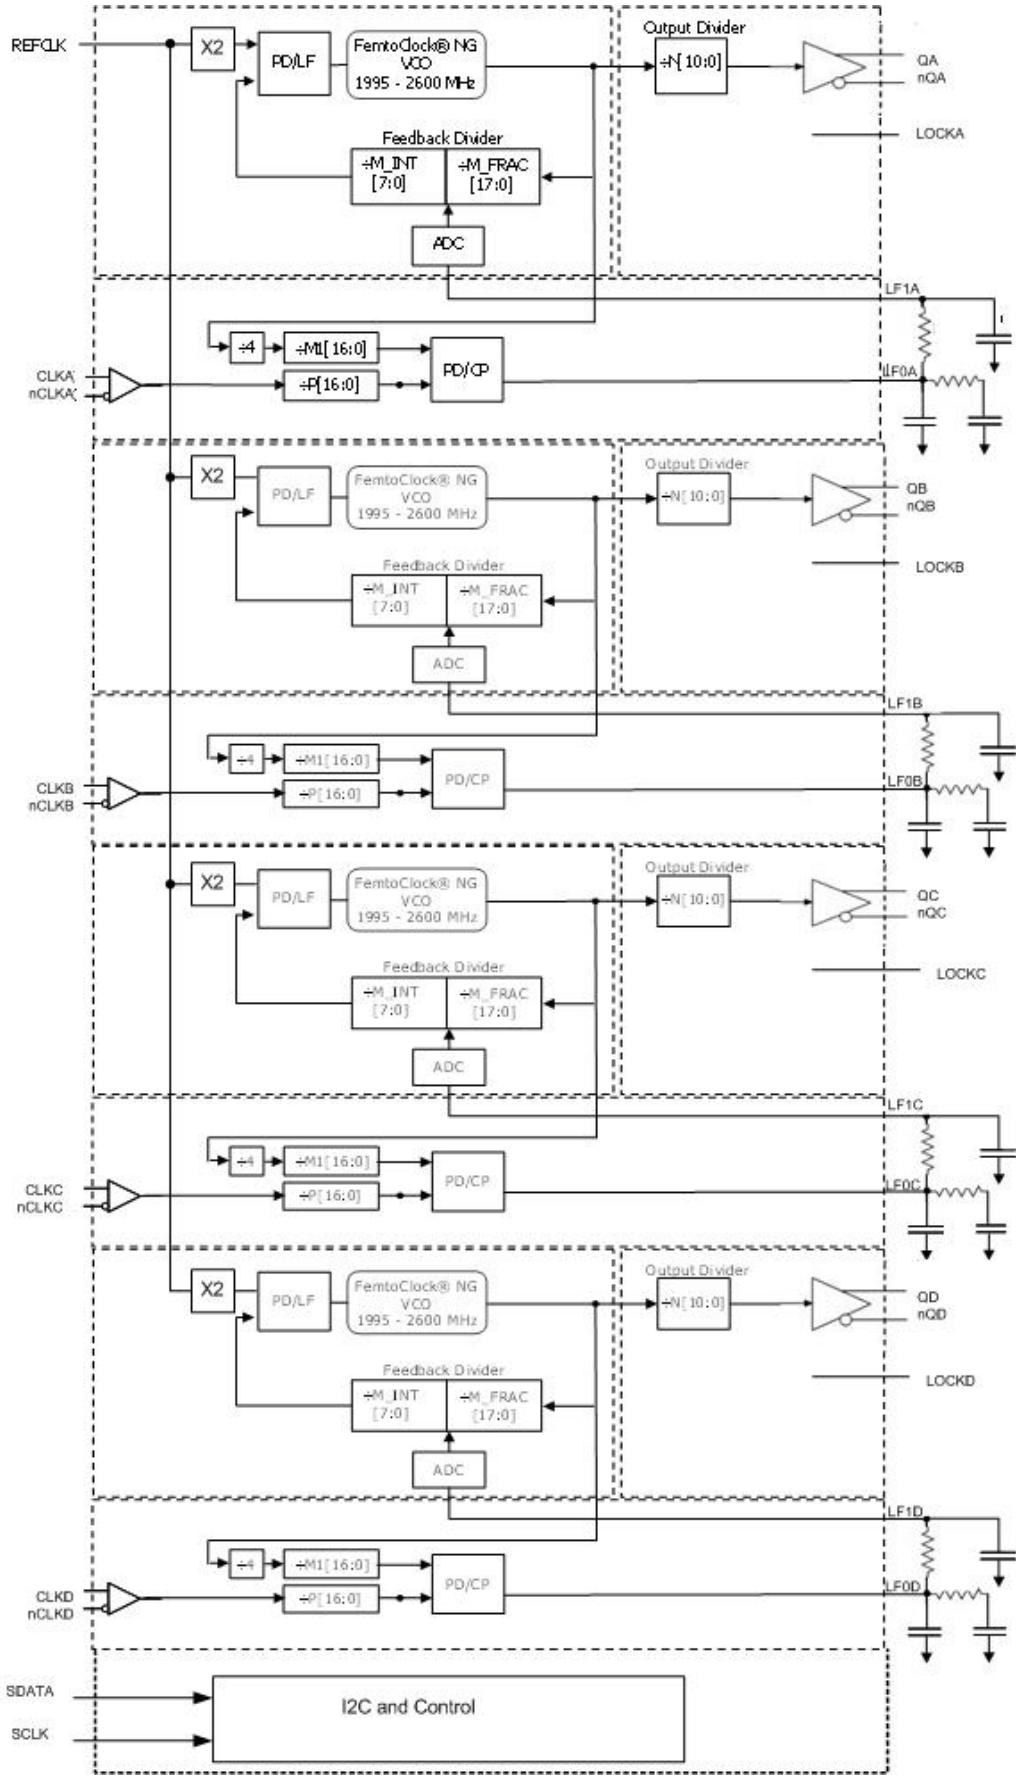 REFCLK
X2
PD/LF
FemtoClock® NG
VCO
1995 - 2600 MHz
Output Divider
÷N[10:0]
QA
nQA
LOCKA
Feedback Divider
÷M_INT
[7:0]
÷M_FRAC
[17:0]
ADC
LF1A
÷4
÷M1[16:0]
PD/CP
CLKA
nCLKA
÷P[16:0]
LF0A
X2
PD/LF
FemtoClock® NG
VCO
1995 - 2600 MHz
Output Divider
÷N[10:0]
QB
nQB
LOCKB
Feedback Divider
÷M_INT
[7:0]
÷M_FRAC
[17:0]
ADC
LF1B
÷4
÷M1[16:0]
PD/CP
CLKB
nCLKB
÷P[16:0]
LF0B
X2
PD/LF
FemtoClock® NG
VCO
1995 - 2600 MHz
Output Divider
÷N[10:0]
QC
nQC
LOCKC
Feedback Divider
÷M_INT
[7:0]
÷M_FRAC
[17:0]
ADC
LF1C
÷4
÷M1[16:0]
PD/CP
CLKC
nCLKC
÷P[16:0]
LF0C
X2
PD/LF
FemtoClock® NG
VCO
1995 - 2600 MHz
Output Divider
÷N[10:0]
QD
nQD
LOCKD
Feedback Divider
÷M_INT
[7:0]
÷M_FRAC
[17:0]
ADC
LF1D
÷4
÷M1[16:0]
PD/CP
CLKD
nCLKD
÷P[16:0]
LF0D
SDATA
SCLK
I2C and Control